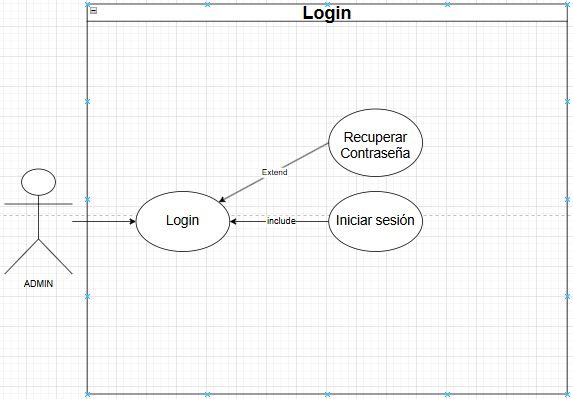 Login
Recuperar
Contraseña
Extend
Login
include
Iniciar sesión
ADMIN